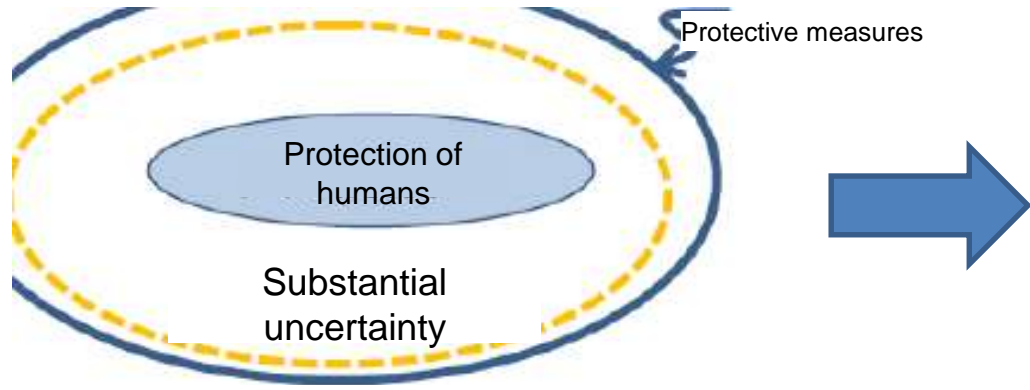 Protective measures
Protection of
humans
Substantial
uncertainty